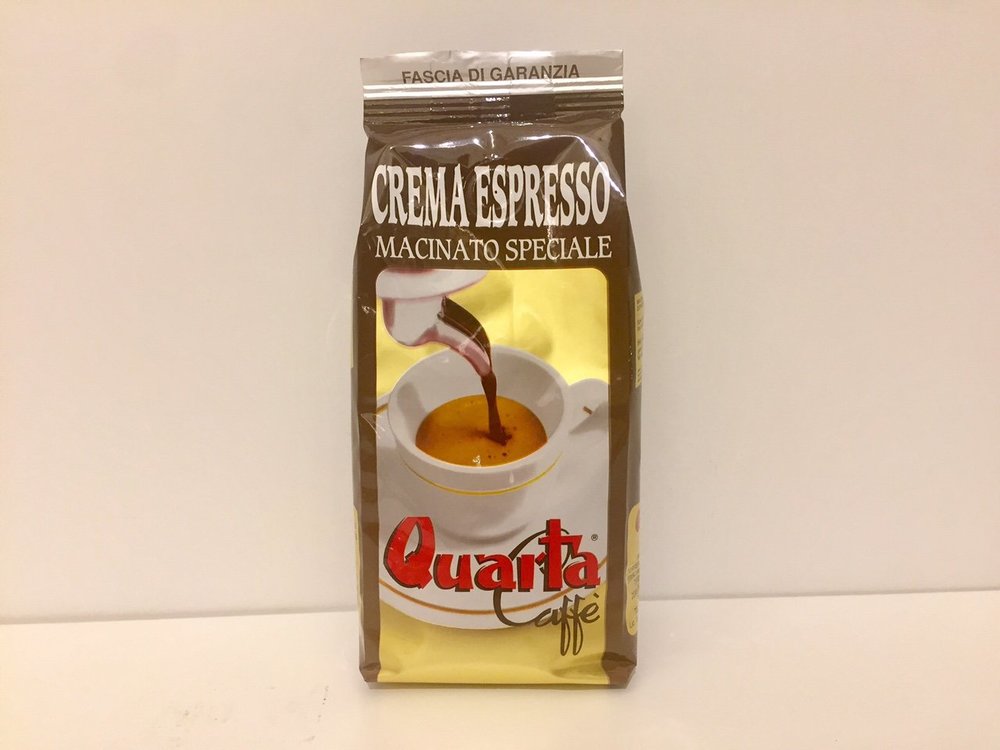 FASCIA DI GARANZIA
CREMA ESPRESSO
MACINATO SPECIALE
Quarta®
Caffè